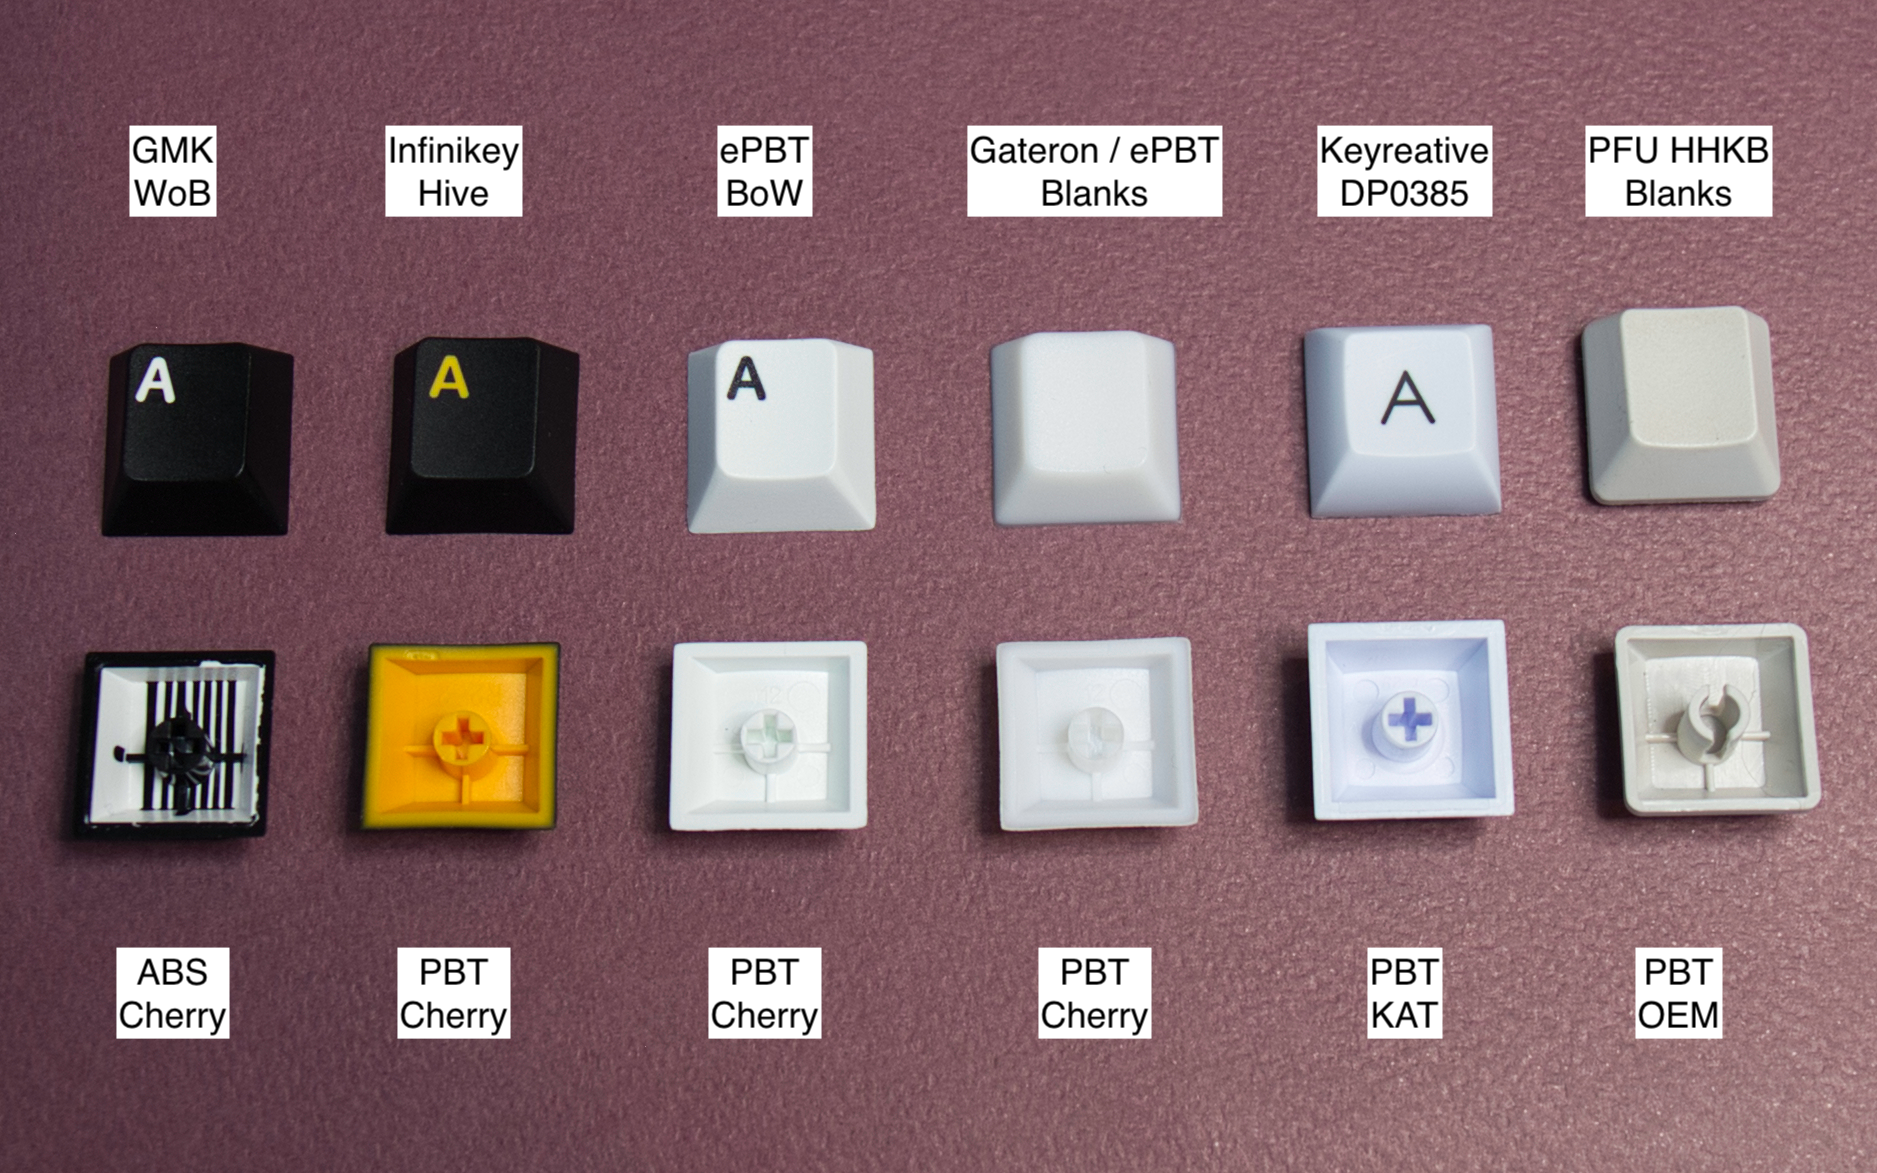 GMK
WoB
Infinikey
Hive
ePBT
BoW
Gateron / ePBT
Blanks
Keyreative
DP0385
PFU HHKB
Blanks
A
A
A
A
12
ABS
Cherry
PBT
Cherry
PBT
Cherry
PBT
Cherry
PBT
KAT
PBT
OEM